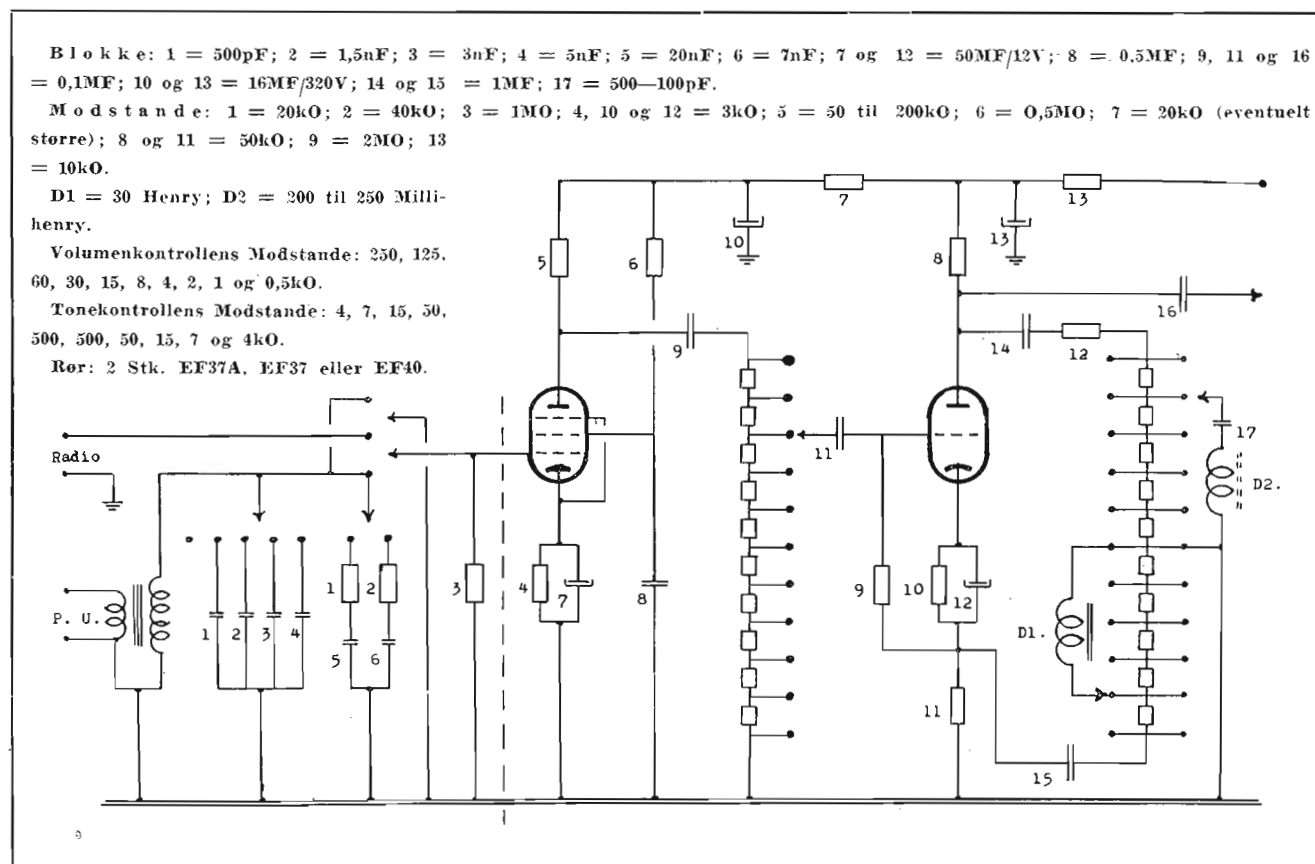 Blokke: 1 = 500pF; 2 = 1,5nF; 3 = 3nF; 4 = 5nF; 5 = 20nF; 6 = 7nF; 7 og 12 = 50MF/12V; 8 = 0,5MF; 9, 11 og 16
= 0,1MF; 10 og 13 = 16MF/320V; 14 og 15 = 1MF; 17 = 500—100pF.
Modstande: 1 = 20kO; 2 = 40kO; 3 = 1MO; 4, 10 og 12 = 3kO; 5 = 50 til 200kO; 6 = O,5MO; 7 = 20kO (eventuelt
større); 8 og 11 = 50kO; 9 = 2MO; 13
= 10kO.
D1 = 30 Henry; D2 = 200 til 250 Milli-
henry.
Volumenkontrollens Modstande: 250, 125,
60, 30, 15, 8, 4, 2, 1 og 0,5kO.
Tonekontrollens Modstande: 4, 7, 15, 50,
500, 500, 50, 15, 7 og 4kO.
Rør: 2 Stk. EF37A, EF37 eller EF40.
7
13
10
13
5
6
8
16
9
14
12
11
17
Radio
D2.
1
2
3
4
7
8
9
10
12
P. U.
1
2
3
4
5
6
D1.
11
15